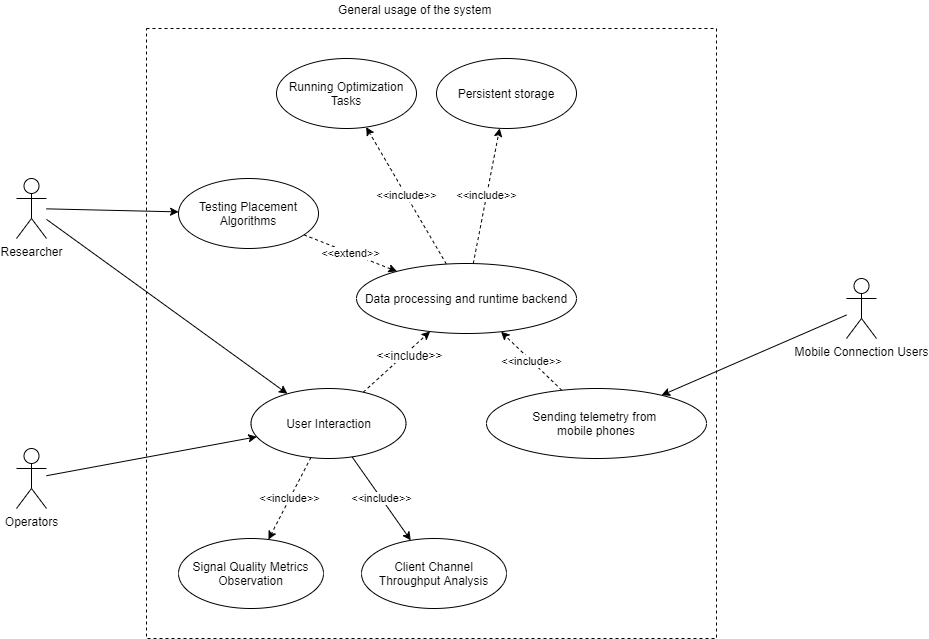 General usage of the system
Running Optimization
Tasks
Persistent storage
<<include>>
<<include>>
Testing Placement
Algorithms
Researcher
<<extend>>
Data processing and runtime backend
Mobile Connection Users
<<include>>
<<include>>
User Interaction
Sending telemetry from
mobile phones
Operators
<<include>>
<<include>>
Signal Quality Metrics
Observation
Client Channel
Throughput Analysis